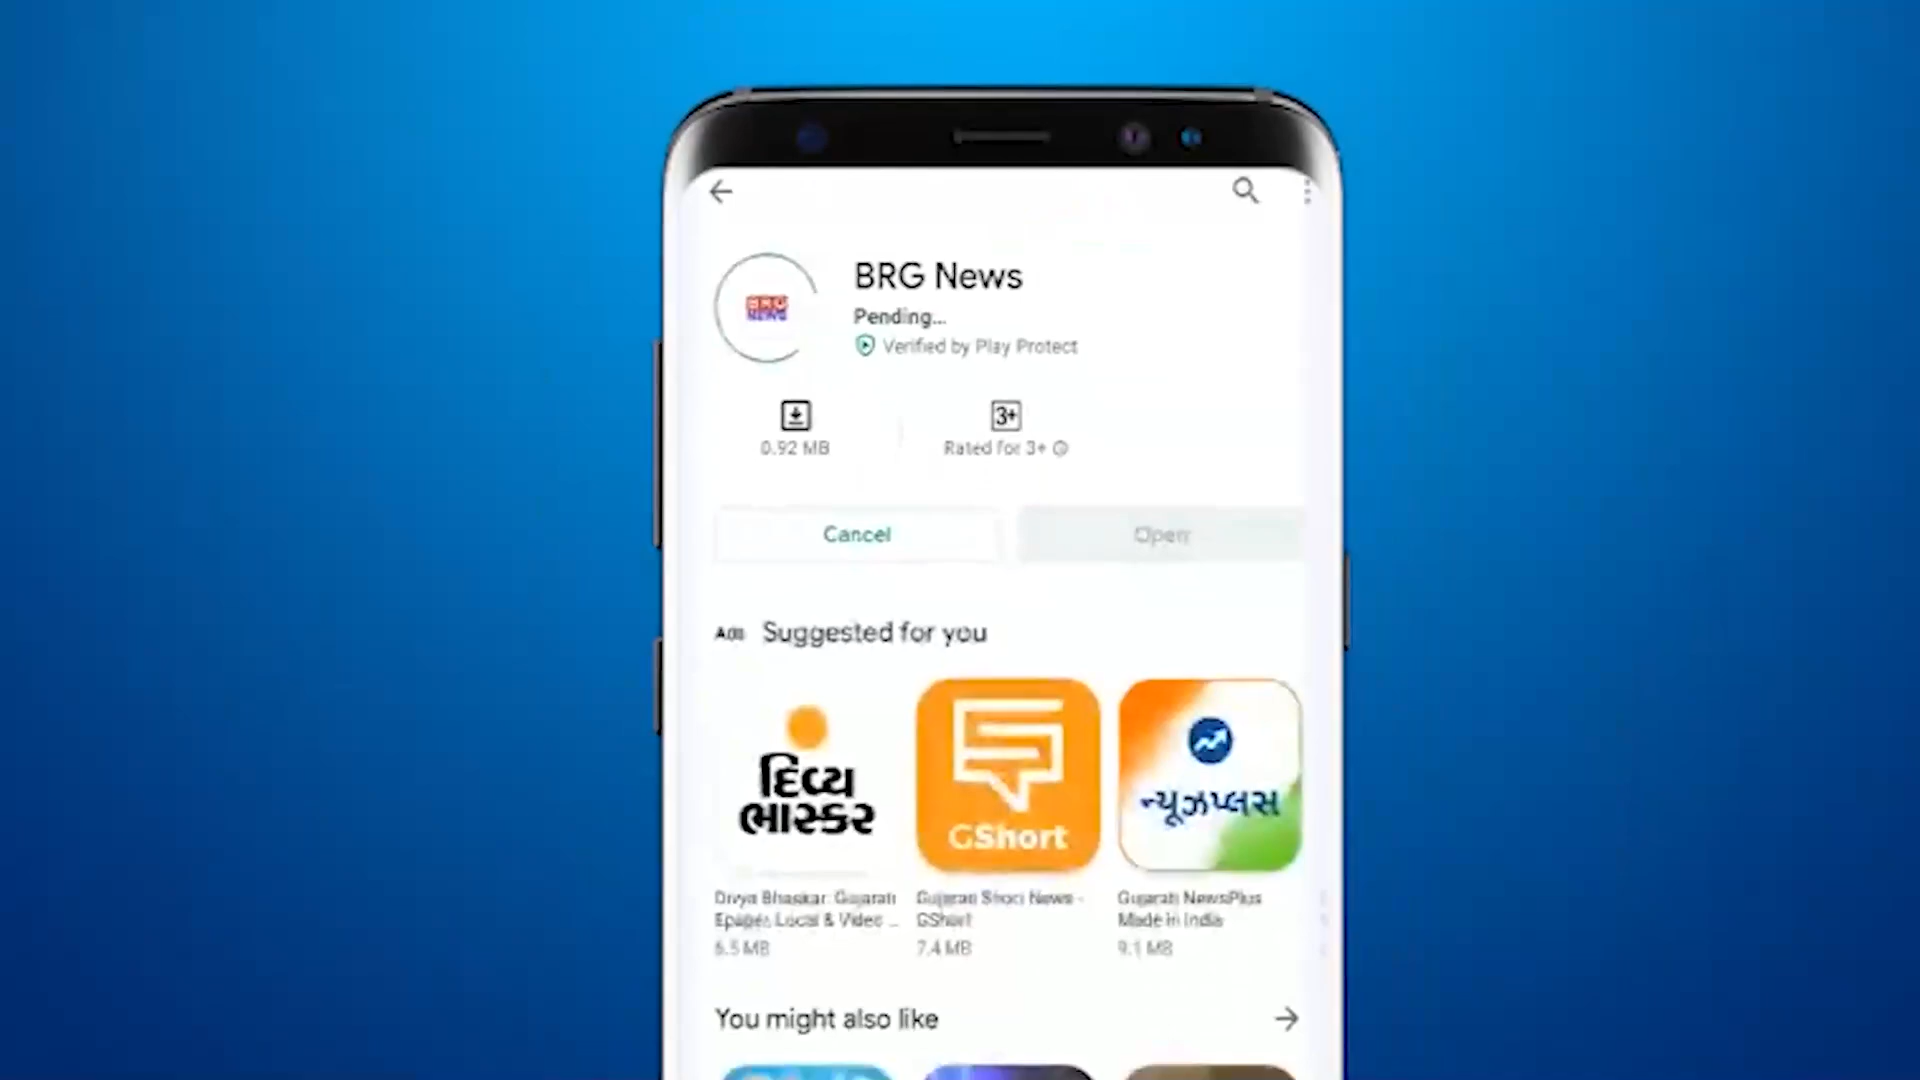 BRG News
BRG
NEWS
Pending...
Verified by Play Protect
3+
0.92 MB
Rated for 3+
Cancel
Open
Ads Suggested for you
દિવ્ય
ભાસ્કર
GShort
ન્યૂઝપ્લસ
Divya Bhaskar: Gujarati
Epaper, Local & Video ...
6.5 MB
Gujarati Short News -
GShort
7.4 MB
Gujarati NewsPlus
Made in India
9.1 MB
You might also like